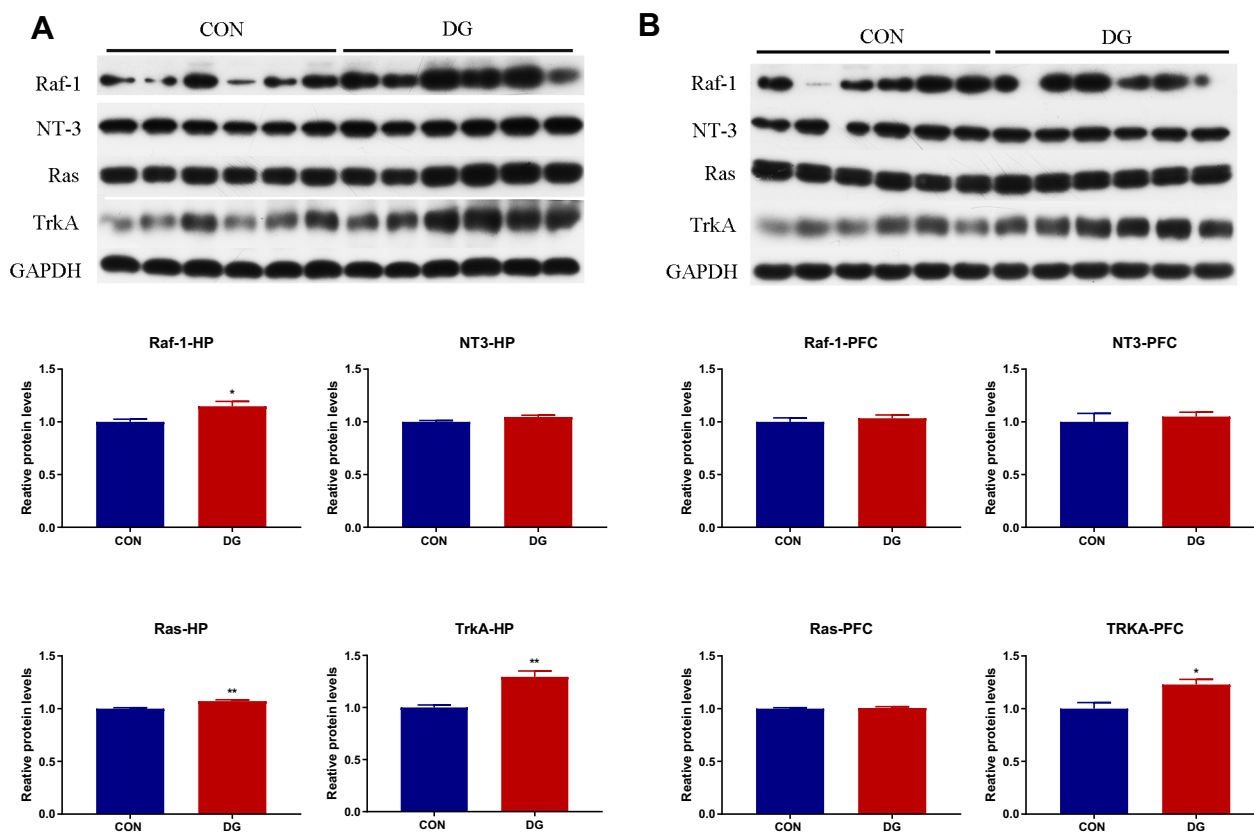 A
CON DG
Raf-1
NT-3
Ras
TrkA
GAPDH
B
CON DG
Raf-1
NT-3
Ras
TrkA
GAPDH
Raf-1-HP
Reative protein levels
1.5
1.0
0.5
0.0
*
CON DG
NT3-HP
Reative protein levels
1.5
1.0
0.5
0.0
CON DG
Raf-1-PFC
Reative protein levels
1.5
1.0
0.5
0.0
CON DG
NT3-PFC
Reative protein levels
1.5
1.0
0.5
0.0
CON DG
Ras-HP
Reative protein levels
1.5
1.0
0.5
0.0
**
CON DG
TrkA-HP
Reative protein levels
1.5
1.0
0.5
0.0
**
CON DG
Ras-PFC
Reative protein levels
1.5
1.0
0.5
0.0
CON DG
TRKA-PFC
Reative protein levels
1.5
1.0
0.5
0.0
*
CON DG